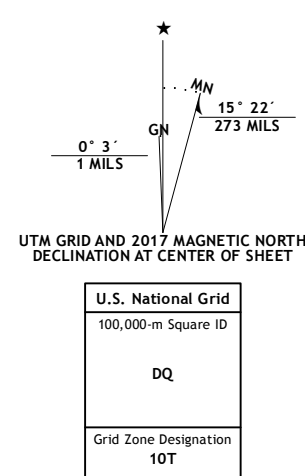 ★
MN
GN
15° 22´
273 MILS
0° 3´
1 MILS
UTM GRID AND 2017 MAGNETIC NORTH
DECLINATION AT CENTER OF SHEET
U.S. National Grid
100,000-m Square ID
DQ
Grid Zone Designation
10T